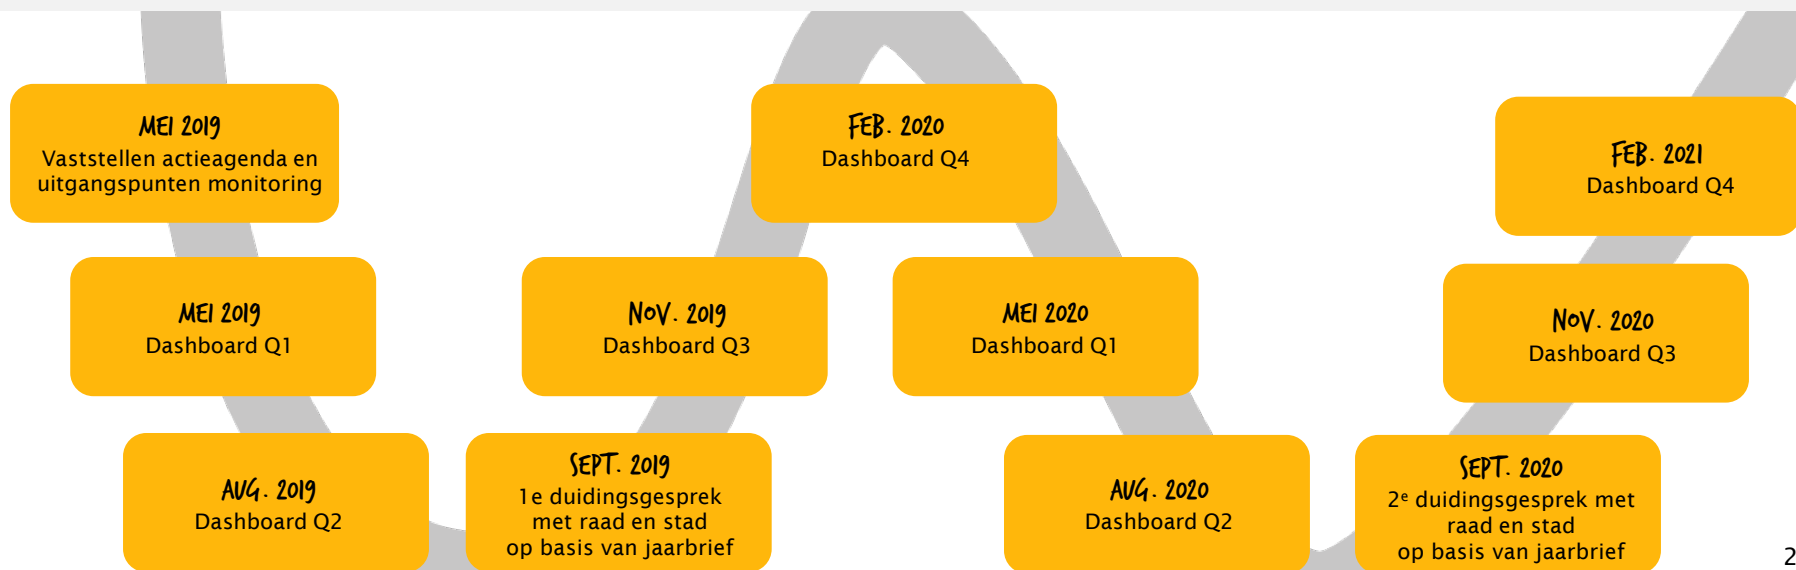 MEI 2019
Vaststellen actieagenda en
uitgangspunten monitoring
MEI 2019
Dashboard Q1
AUG. 2019
Dashboard Q2
SEPT. 2019
1e duidingsgesprek
met raad en stad
op basis van jaarbrief
NOV. 2019
Dashboard Q3
FEB. 2020
Dashboard Q4
MEI 2020
Dashboard Q1
AUG. 2020
Dashboard Q2
SEPT. 2020
2e duidingsgesprek met
raad en stad
op basis van jaarbrief
NOV. 2020
Dashboard Q3
FEB. 2021
Dashboard Q4
2